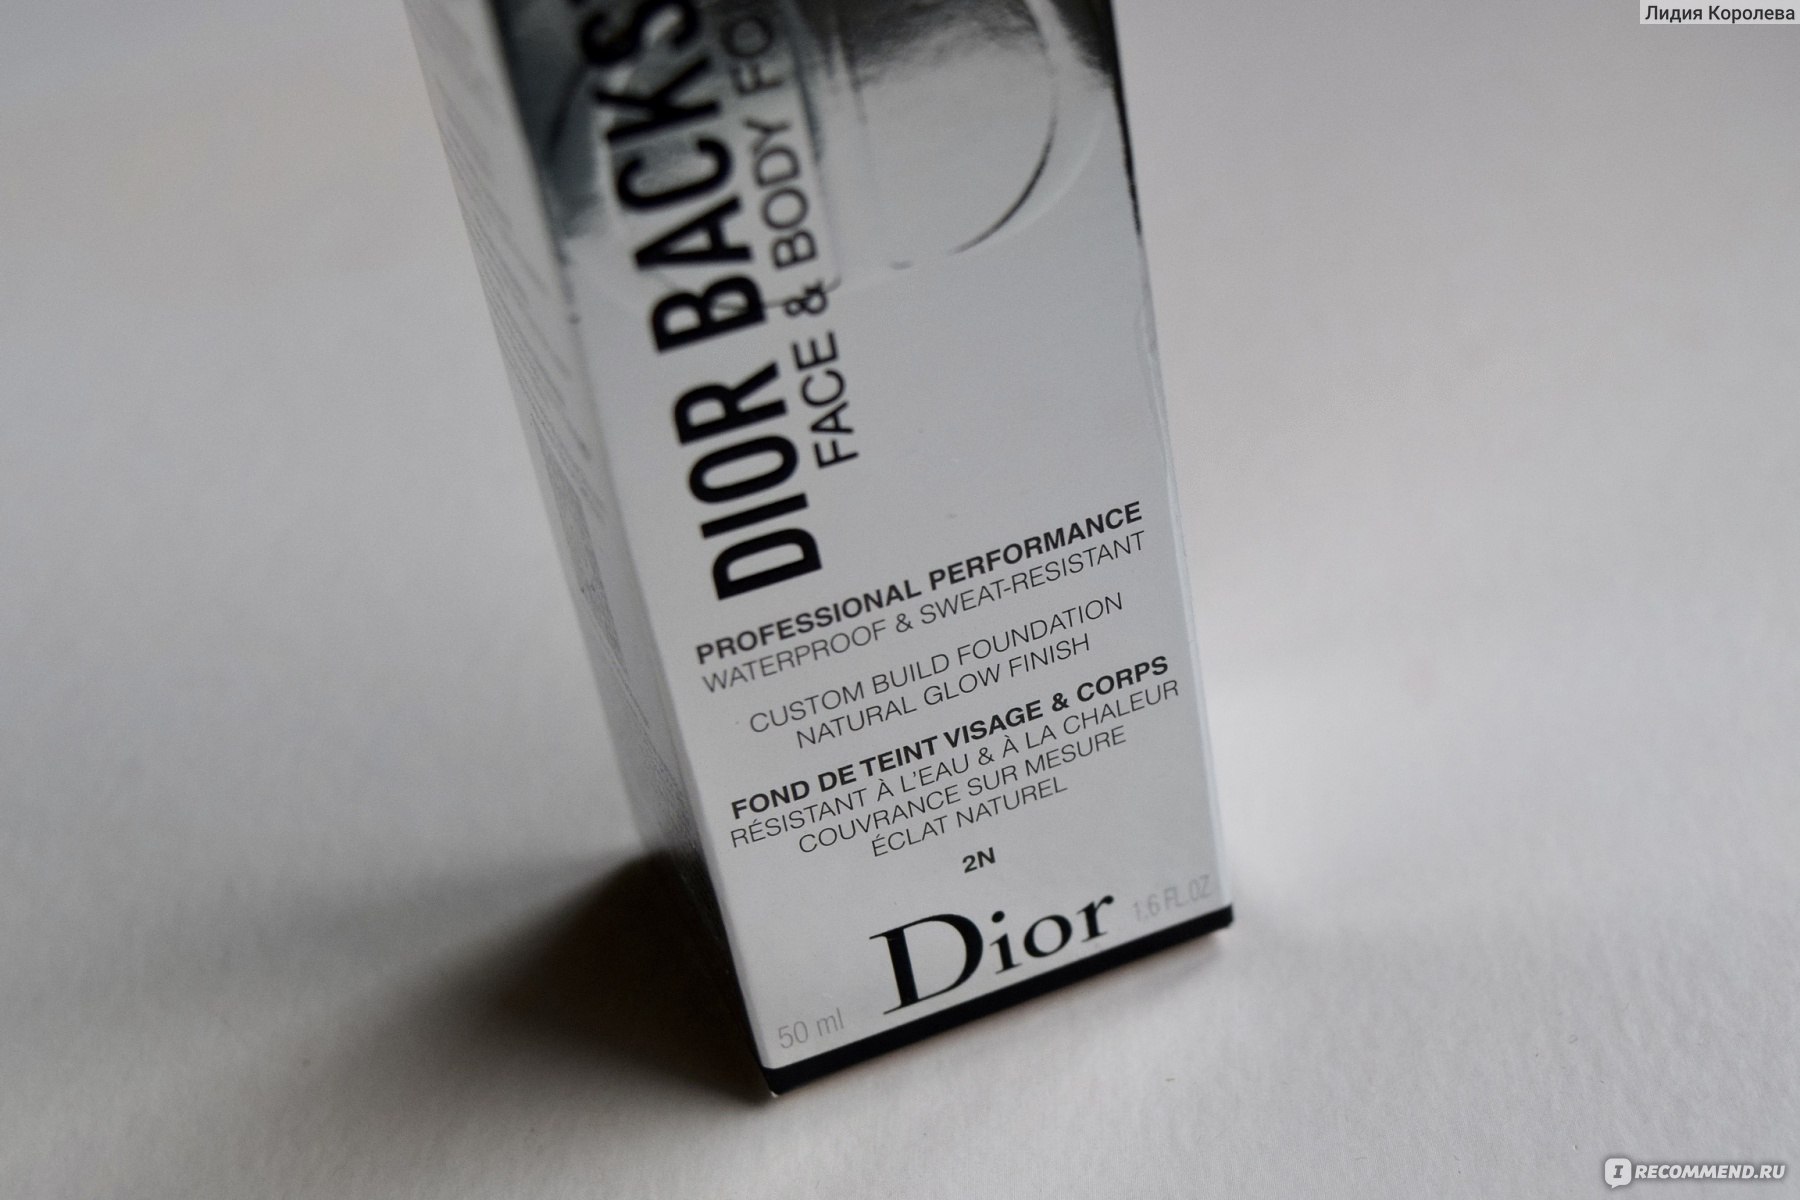 Лидия Королева
DIOR BACKST
FACE & BODY FO
PROFESSIONAL PERFORMANCE
WATERPROOF & SWEAT-RESISTANT
CUSTOM BUILD FOUNDATION
NATURAL GLOW FINISH
FOND DE TEINT VISAGE & CORPS
RÉSISTANT À L'EAU & À LA CHALEUR
COUVRANCE SUR MESURE
ÉCLAT NATUREL
2N
Dior
50 ml 1.6 FL.OZ
IRECOMMEND.RU